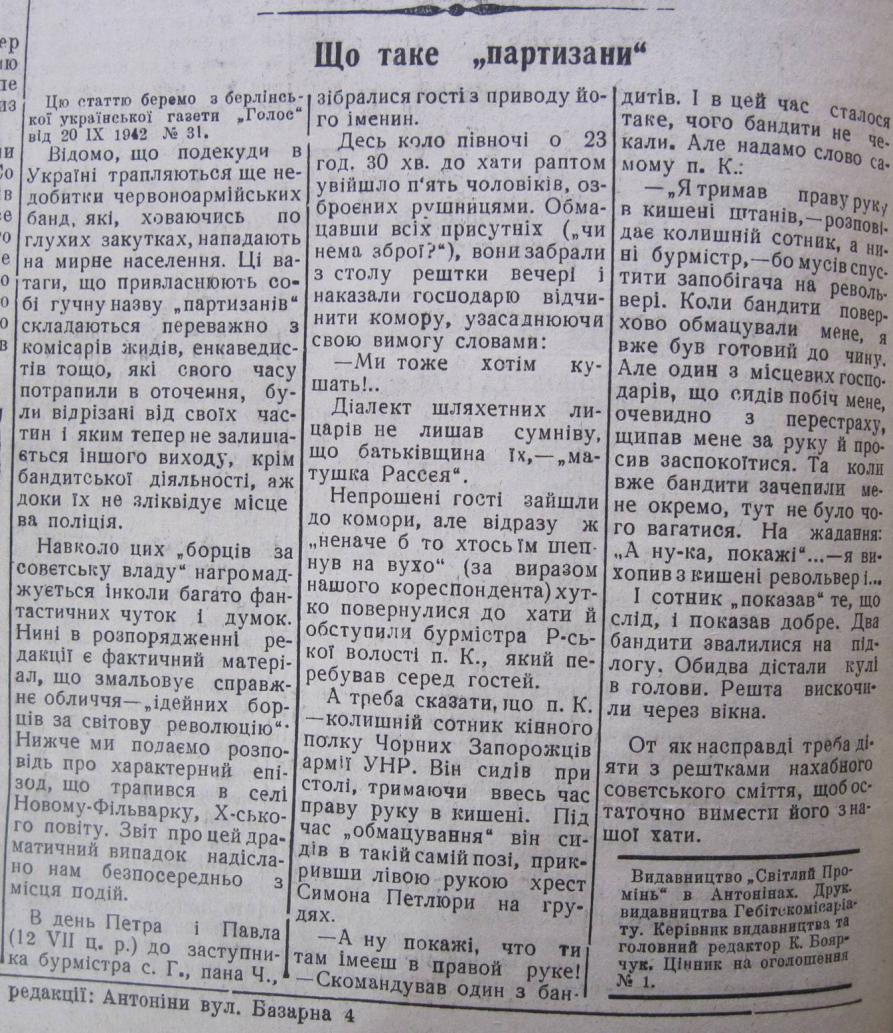 Що таке „партизани“
Цю статтю беремо з берлінсь-
кої української газети „Голос“
від 20 IX 1942 № 31.
Відомо, що подекуди в
Україні трапляються ще не-
добитки червоноармійських
банд, які, ховаючись по
глухих закутках, нападають
на мирне населення. Ці ва-
таги, що привласнюють со-
бі гучну назву „партизанів“
складаються переважно з
комісарів жидів, енкаведис-
тів тощо, які свого часу
потрапили в оточення, бу-
ли відрізані від своїх час-
тин і яким тепер не залиша-
ється іншого виходу, крім
бандитської діяльності, аж
доки їх не зліквідує місце
ва поліція.
Навколо цих „борців за
совєтську владу“ нагромад-
жується інколи багато фан-
тастичних чуток і думок.
Нині в розпорядженні ре-
дакції є фактичний матері-
ал, що змальовує справж-
нє обличчя—„ідейних бор-
ців за світову революцію“.
Нижче ми подаємо розпо-
відь про характерний епі-
зод, що трапився в селі
Новому-Фільварку, Х-сько-
го повіту. Звіт про цей дра-
матичний випадок надісла-
но нам безпосередньо з
місця подій.
В день Петра і Павла
(12 VII ц. р.) до заступни-
ка бурмістра с. Г., пана Ч.,
зібралися гості з приводу йо-
го іменин.
Десь коло півночі о 23
год. 30 хв. до хати раптом
увійшло п'ять чоловіків, оз-
броєних рушницями. Обма-
цавши всіх присутніх („чи
нема зброї?“), вони забрали
з столу рештки вечері і
наказали господарю відчи-
нити комору, узасаднюючи
свою вимогу словами:
—Ми тоже хотім ку-
шать!..
Діалект шляхетних ли-
царів не лишав сумніву,
що батьківщина їх,—„ма-
тушка Рассея“.
Непрошені гості зайшли
до комори, але відразу ж
„неначе б то хтось їм шеп-
нув на вухо“ (за виразом
нашого кореспондента) хут-
ко повернулися до хати й
обступили бурмістра Р-сь-
кої волості п. К., який пе-
ребував серед гостей.
А треба сказати, що п. К.
—колишній сотник кінного
полку Чорних Запорожців
армії УНР. Він сидів при
столі, тримаючи ввесь час
праву руку в кишені. Під
час „обмацування“ він си-
дів в такій самій позі, прик-
ривши лівою рукою хрест
Симона Петлюри на гру-
дях.
—А ну покажі, что ти
там імеєш в правой руке!
—Скомандував один з бан-
дитів. І в цей час сталося
таке, чого бандити не че-
кали. Але надамо слово са-
мому п. К.:
—„Я тримав праву руку
в кишені штанів,—розпові-
дає колишній сотник, а ни-
ні бурмістр,—бо мусів спус-
тити запобігача на револь-
вері. Коли бандити повер-
хово обмацували мене, я
вже був готовий до чину.
Але один з місцевих госпо-
дарів, що сидів побіч мене,
очевидно з перестраху,
щипав мене за руку й про-
сив заспокоїтися. Та коли
вже бандити зачепили ме-
не окремо, тут не було чо-
го вагатися. На жадання:
„А ну-ка, покажі“...—я ви-
хопив з кишені револьвер і...
І сотник „показав“ те, що
слід, і показав добре. Два
бандити звалилися на під-
логу. Обидва дістали кулі
в голови. Решта вискочи-
ли через вікна.
От як насправді треба ді-
яти з рештками нахабного
совєтського сміття, щоб ос-
таточно вимести його з на-
шої хати.
Видавництво „Світлий Про-
мінь“ в Антонінах. Друк.
видавництва Гебітскомісаріа-
ту. Керівник видавництва та
головний редактор К. Бояр-
чук. Цінник на оголошення
№ 1.
редакції: Антоніни вул. Базарна 4